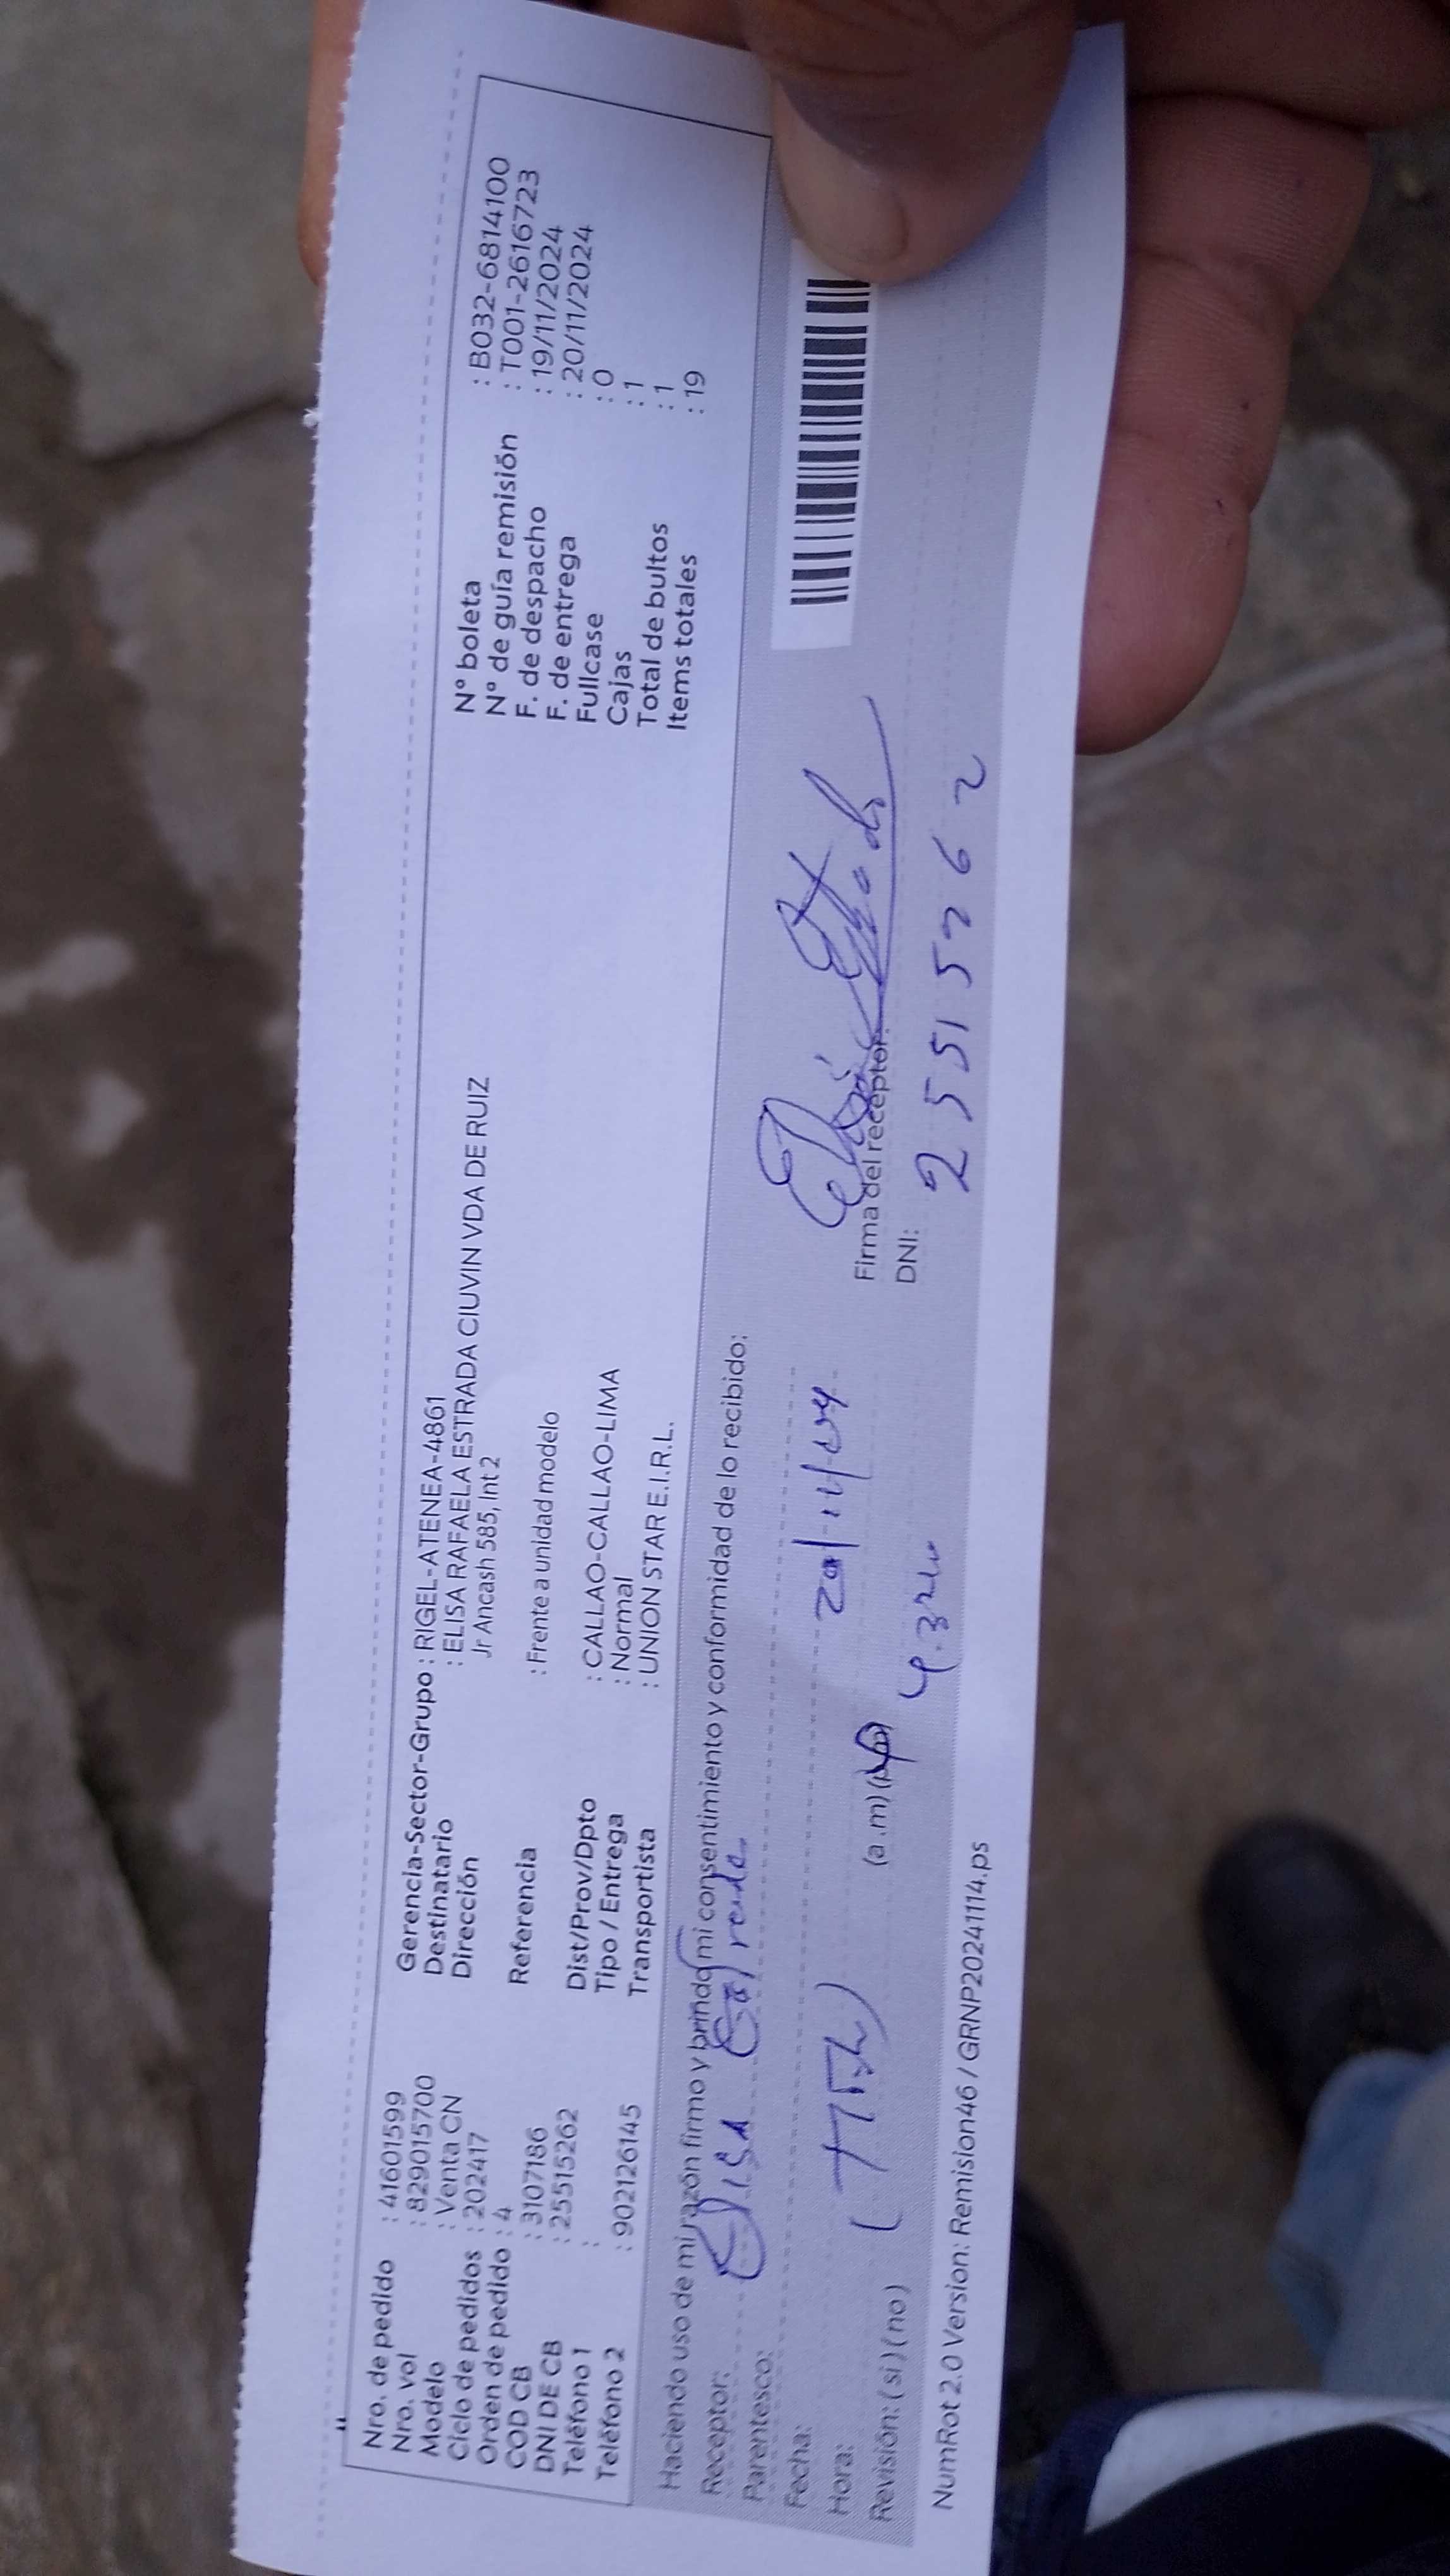 Nro. de pedido : 41601599
Nro. vol : 829015700
Modelo : Venta CN
Ciclo de pedidos : 202417
Orden de pedido : 4
COD CB : 3107186
DNI DE CB : 25515262
Teléfono 1 :
Teléfono 2 : 902126145
Gerencia-Sector-Grupo : RIGEL-ATENEA-4861
Destinatario : ELISA RAFAELA ESTRADA CIUVIN VDA DE RUIZ
Dirección Jr Ancash 585, Int 2
Referencia : Frente a unidad modelo
Dist/Prov/Dpto : CALLAO-CALLAO-LIMA
Tipo / Entrega : Normal
Transportista : UNION STAR E.I.R.L.
N° boleta : B032-6814100
N° de guía remisión : T001-2616723
F. de despacho : 19/11/2024
F. de entrega : 20/11/2024
Fullcase : 0
Cajas : 1
Total de bultos : 1
Items totales : 19
Haciendo uso de mi razón firmo y brindo mi consentimiento y conformidad de lo recibido:
Receptor: Elisa
Parentesco:
Fecha:
Hora: (a.m)
Revisión: (si) (no)
Firma del receptor:
DNI: 25515262
NumRot 2.0 Version: Remision46 / GRNP20241114.ps